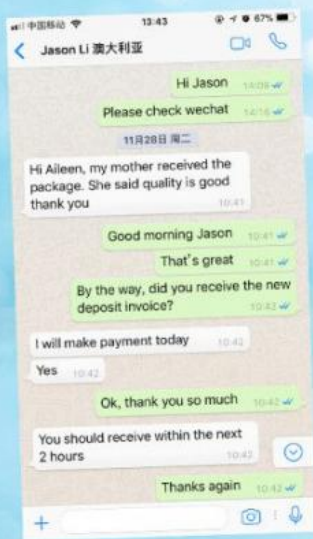 中国移动 13:43 67%
Jason Li 澳大利亚
Hi Jason 14:09
Please check wechat 14:16
11月28日 周二
Hi Aileen, my mother received the
package. She said quality is good
thank you 10:41
Good morning Jason 10:41
That's great 10:41
By the way, did you receive the new
deposit invoice? 10:42
I will make payment today 10:42
Yes 10:42
Ok, thank you so much 10:42
You should receive within the next
2 hours 10:42
Thanks again 10:42